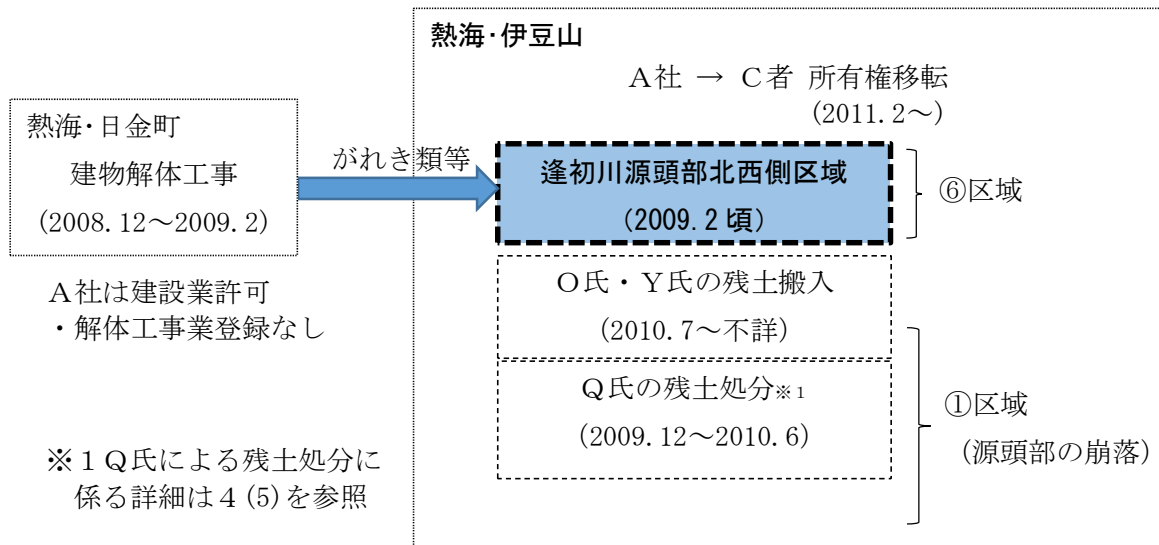 熱海・伊豆山
A社 → C者 所有権移転
(2011.2～)
熱海・日金町
建物解体工事
(2008.12～2009.2)
がれき類等
逢初川源頭部北西側区域
(2009.2頃)
⑥区域
A社は建設業許可
・解体工事業登録なし
O氏・Y氏の残土搬入
(2010.7～不詳)
Q氏の残土処分※1
(2009.12～2010.6)
①区域
(源頭部の崩落)
※1 Q氏による残土処分に
係る詳細は4(5)を参照